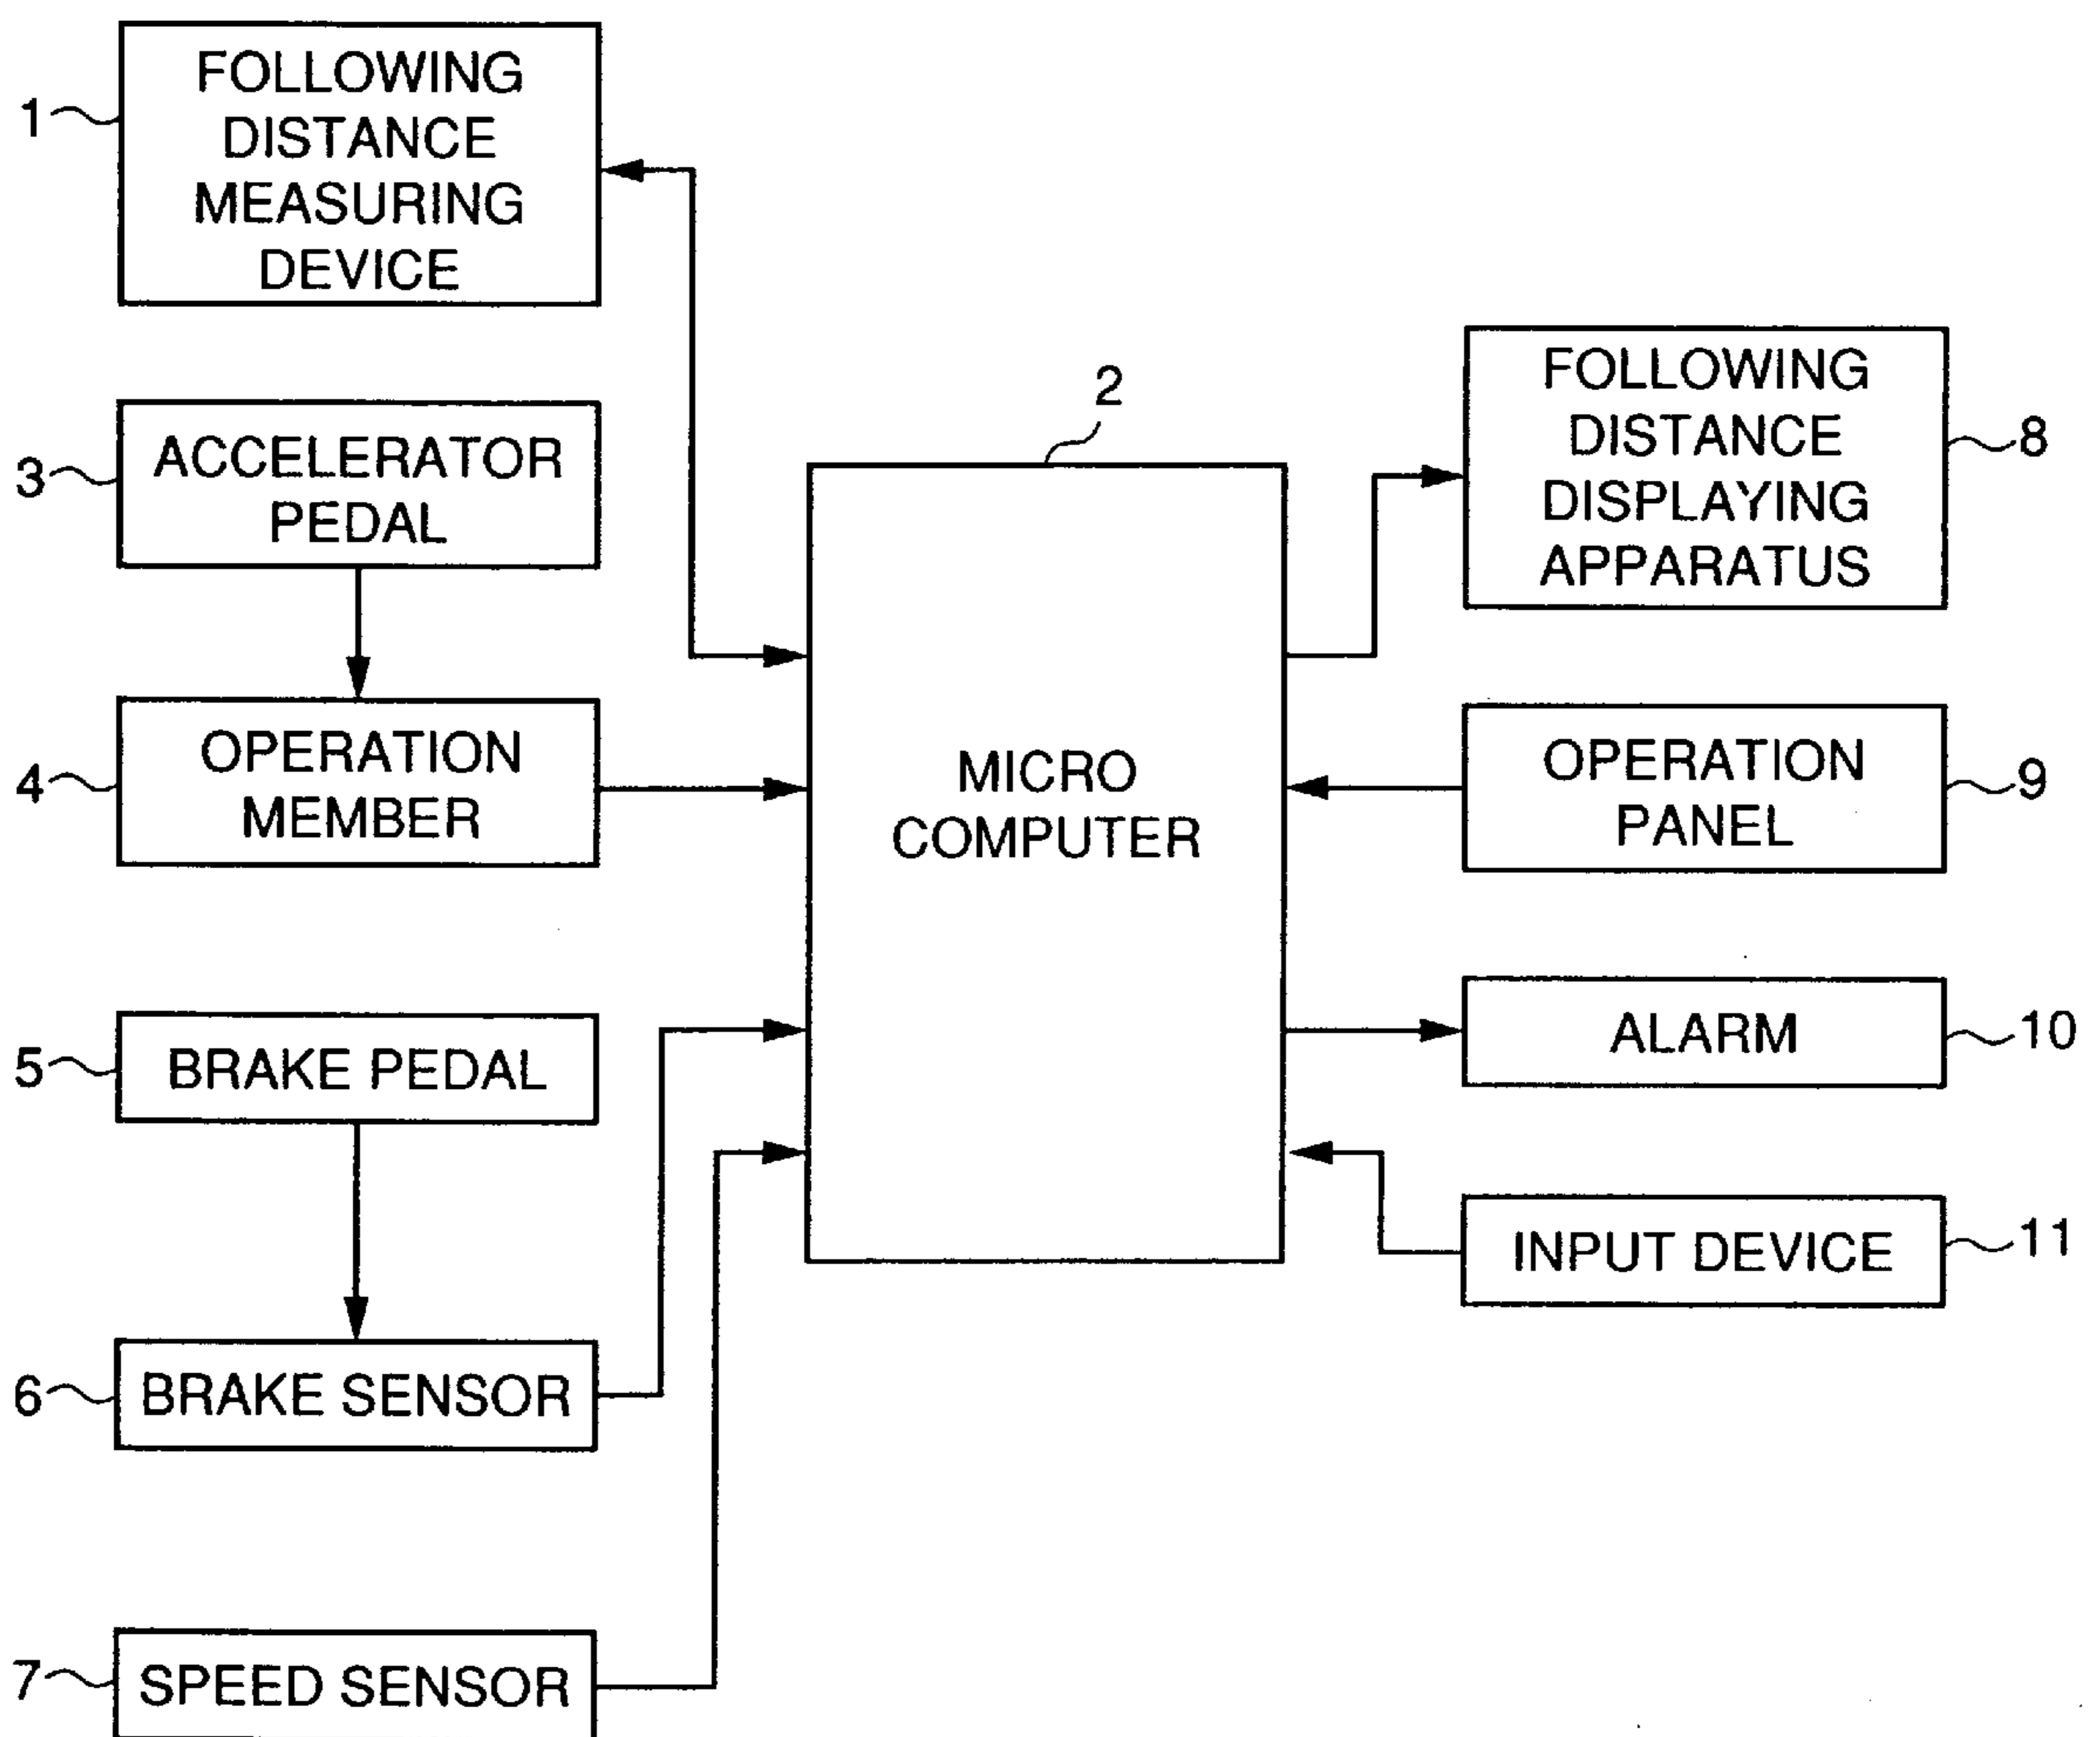 1
FOLLOWING
DISTANCE
MEASURING
DEVICE
3
ACCELERATOR
PEDAL
4
OPERATION
MEMBER
5
BRAKE PEDAL
6
BRAKE SENSOR
7
SPEED SENSOR
2
MICRO
COMPUTER
FOLLOWING
DISTANCE
DISPLAYING
APPARATUS
8
OPERATION
PANEL
9
ALARM
10
INPUT DEVICE
11